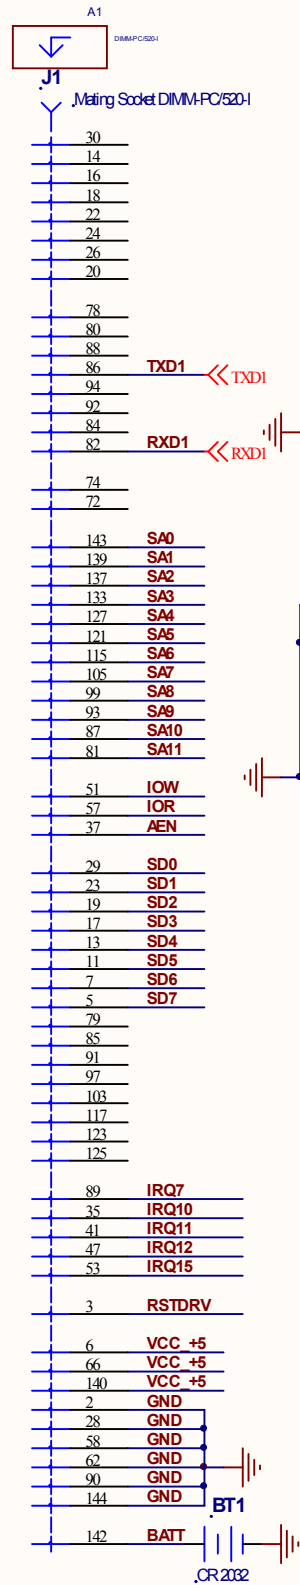 A1
DIMM-PC/520-I
J1
Mating Socket DIMM-PC/520-I
30
14
16
18
22
24
26
20
78
80
88
86 TXD1 TXD1
94
92
84
82 RXD1 RXD1
74
72
143 SA0
139 SA1
137 SA2
133 SA3
127 SA4
121 SA5
115 SA6
105 SA7
99 SA8
93 SA9
87 SA10
81 SA11
51 IOW
57 IOR
37 AEN
29 SD0
23 SD1
19 SD2
17 SD3
13 SD4
11 SD5
7 SD6
5 SD7
79
85
91
97
103
117
123
125
89 IRQ7
35 IRQ10
41 IRQ11
47 IRQ12
53 IRQ15
3 RSTDRV
6 VCC_+5
66 VCC_+5
140 VCC_+5
2 GND
28 GND
58 GND
62 GND
90 GND
144 GND
BT1
142 BATT
CR2032